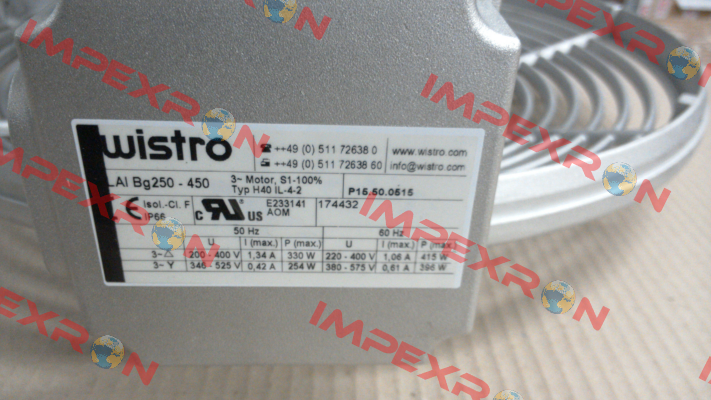 wistro
++49 (0) 511 72638 0
++49 (0) 511 72638 60
www.wistro.com
info@wistro.com
LAI Bg250 - 450
3~ Motor, S1-100%
Typ H40 IL-4-2
P15.50.0515
CE Isol.-Cl. F
IP66
c RU US
E233141
AOM
174432
50 Hz 60 Hz
U I (max.) P (max.) U I (max.) P (max.)
3~ △ 200 - 400 V 1,34 A 330 W 220 - 400 V 1,06 A 415 W
3~ Y 346 - 525 V 0,42 A 254 W 380 - 575 V 0,61 A
IMPEXRON
IMPEXRON
IMPEXRON
IMPEXRON
IMPEXRON